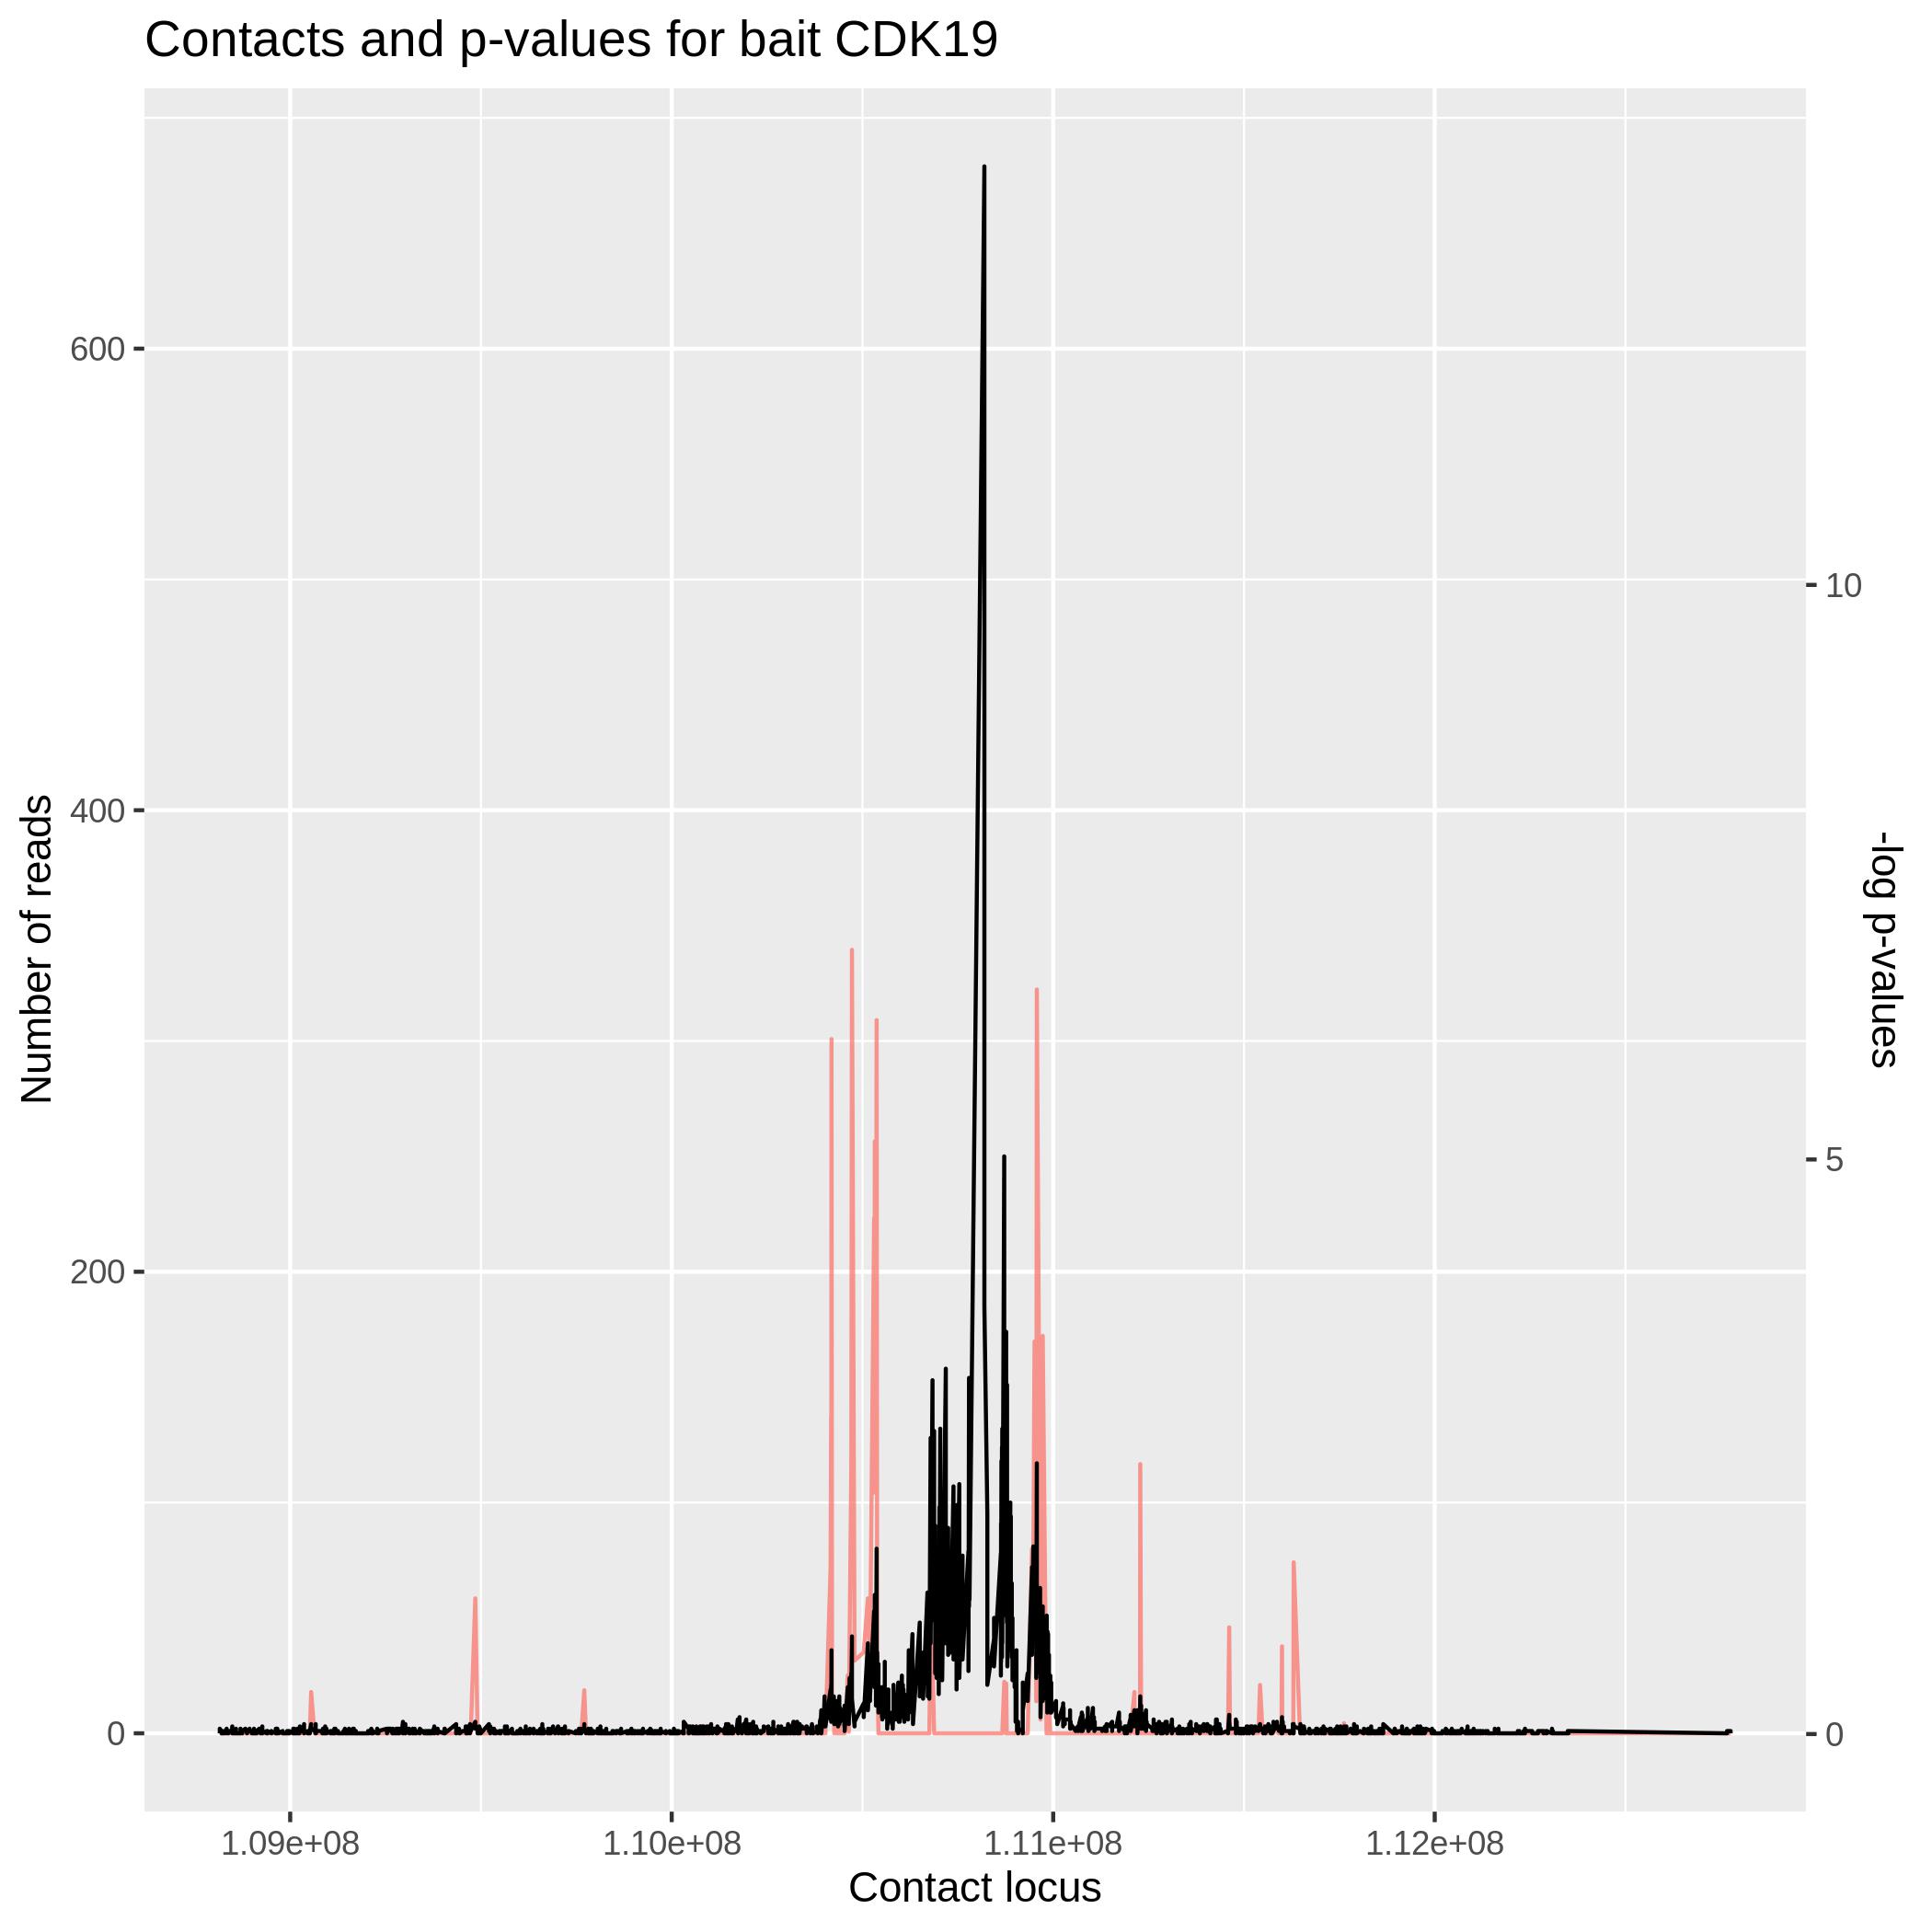 Contacts and p-values for bait CDK19
Number of reads
600
400
200
0
10
5
0
-log p-values
1.09e+08
1.10e+08
1.11e+08
1.12e+08
Contact locus